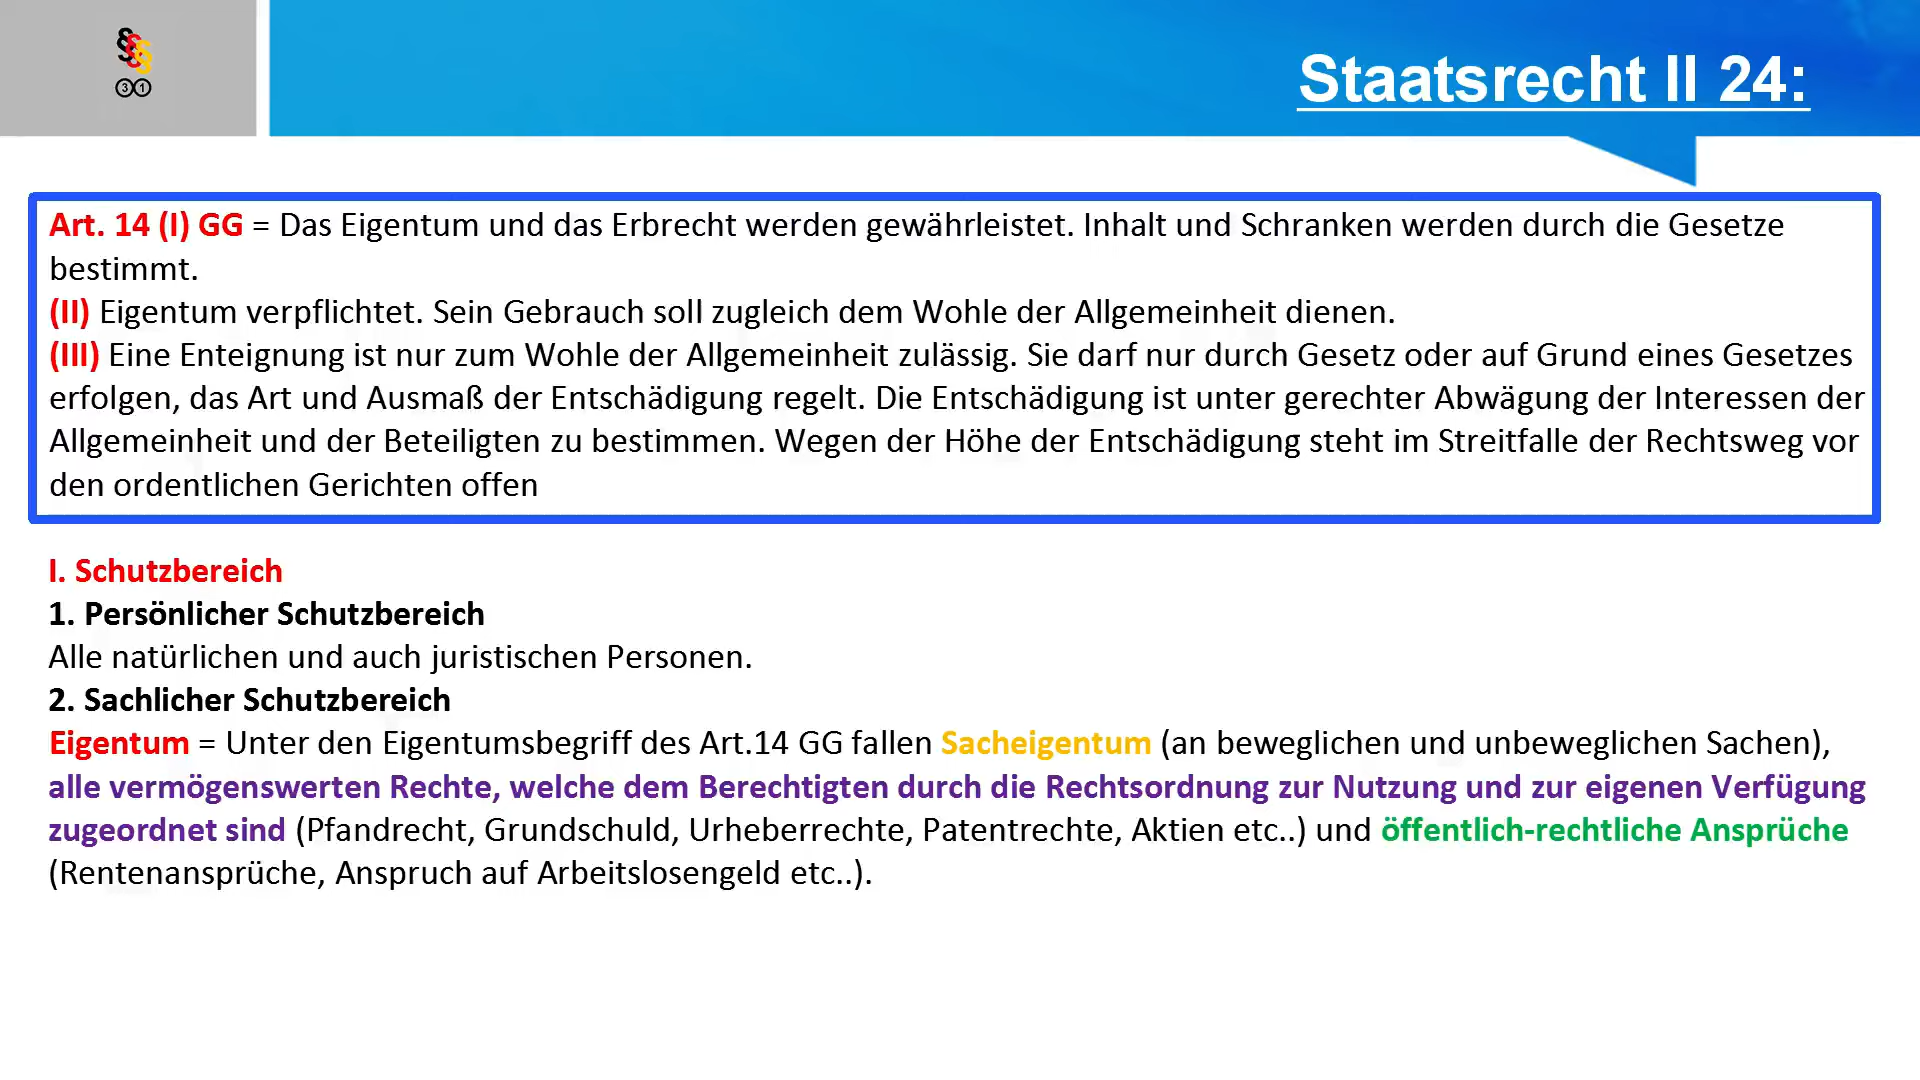 §§§
31
Staatsrecht II 24:
Art. 14 (I) GG = Das Eigentum und das Erbrecht werden gewährleistet. Inhalt und Schranken werden durch die Gesetze
bestimmt.
(II) Eigentum verpflichtet. Sein Gebrauch soll zugleich dem Wohle der Allgemeinheit dienen.
(III) Eine Enteignung ist nur zum Wohle der Allgemeinheit zulässig. Sie darf nur durch Gesetz oder auf Grund eines Gesetzes
erfolgen, das Art und Ausmaß der Entschädigung regelt. Die Entschädigung ist unter gerechter Abwägung der Interessen der
Allgemeinheit und der Beteiligten zu bestimmen. Wegen der Höhe der Entschädigung steht im Streitfalle der Rechtsweg vor
den ordentlichen Gerichten offen
I. Schutzbereich
1. Persönlicher Schutzbereich
Alle natürlichen und auch juristischen Personen.
2. Sachlicher Schutzbereich
Eigentum = Unter den Eigentumsbegriff des Art.14 GG fallen Sacheigentum (an beweglichen und unbeweglichen Sachen),
alle vermögenswerten Rechte, welche dem Berechtigten durch die Rechtsordnung zur Nutzung und zur eigenen Verfügung
zugeordnet sind (Pfandrecht, Grundschuld, Urheberrechte, Patentrechte, Aktien etc..) und öffentlich-rechtliche Ansprüche
(Rentenansprüche, Anspruch auf Arbeitslosengeld etc..).